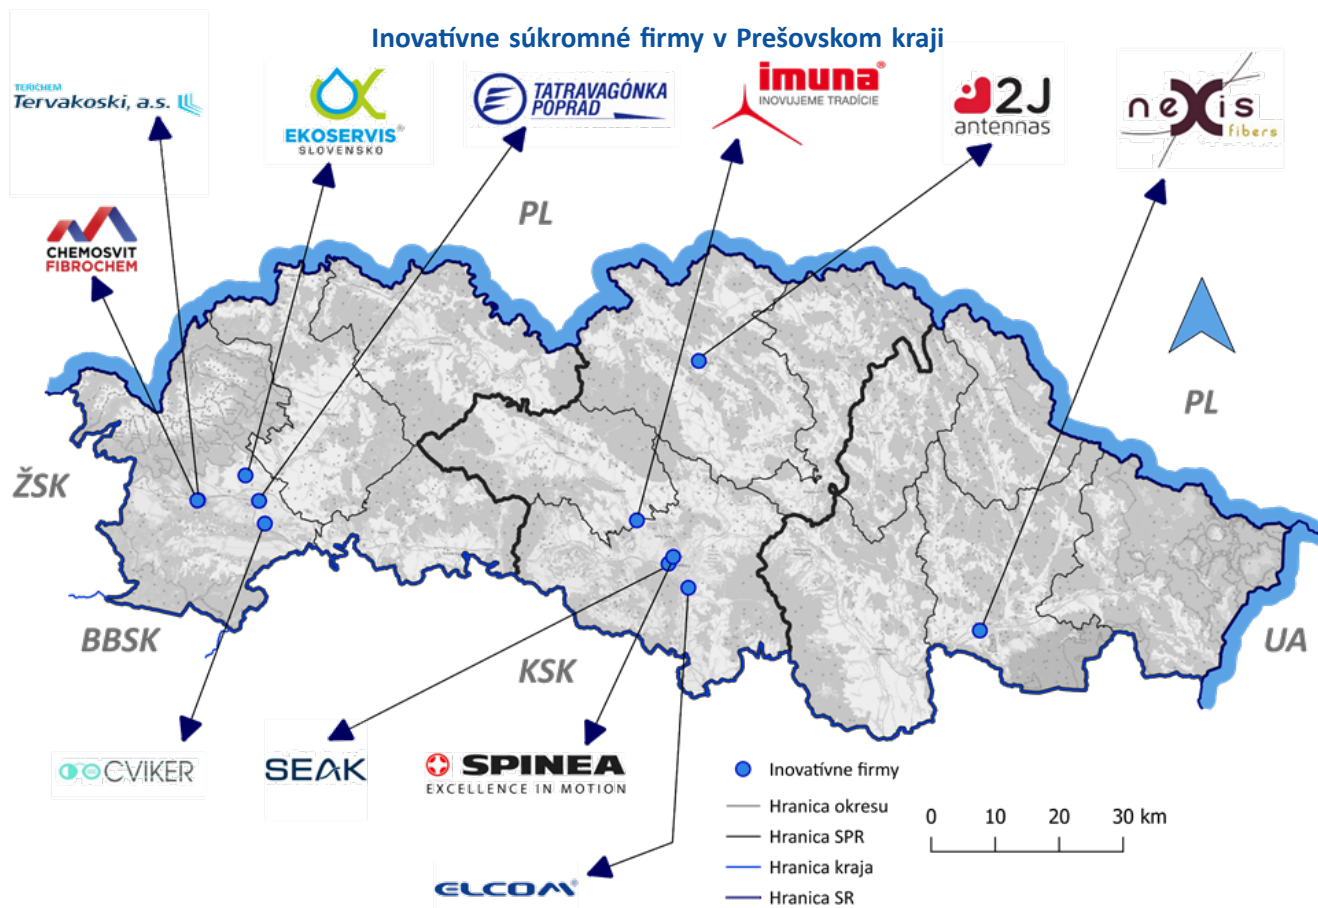 Inovatívne súkromné firmy v Prešovskom kraji
TERICHEM
Tervakoski, a.s.
EKOSERVIS®
SLOVENSKO
TATRAVAGÓNKA
POPRAD
imuna®
INOVUJEME TRADÍCIE
2J
antennas
nexis
fibers
CHEMOSVIT
FIBROCHEM
PL
PL
ŽSK
BBSK
KSK
UA
CVIKER
SEAK
SPINEA
EXCELLENCE IN MOTION
ELCOM®
Inovatívne firmy
Hranica okresu
Hranica SPR
Hranica kraja
Hranica SR
0 10 20 30 km